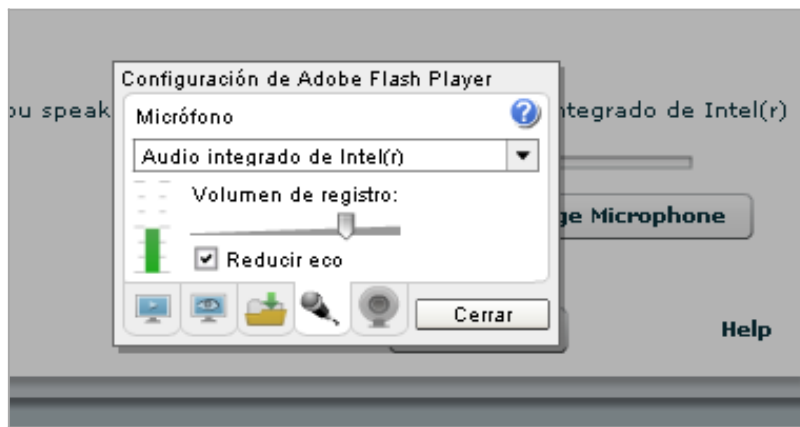 Configuración de Adobe Flash Player
ou speak
Micrófono
ntegrado de Intel(r)
Audio integrado de Intel(r)
Volumen de registro:
ge Microphone
Reducir eco
Cerrar
Help